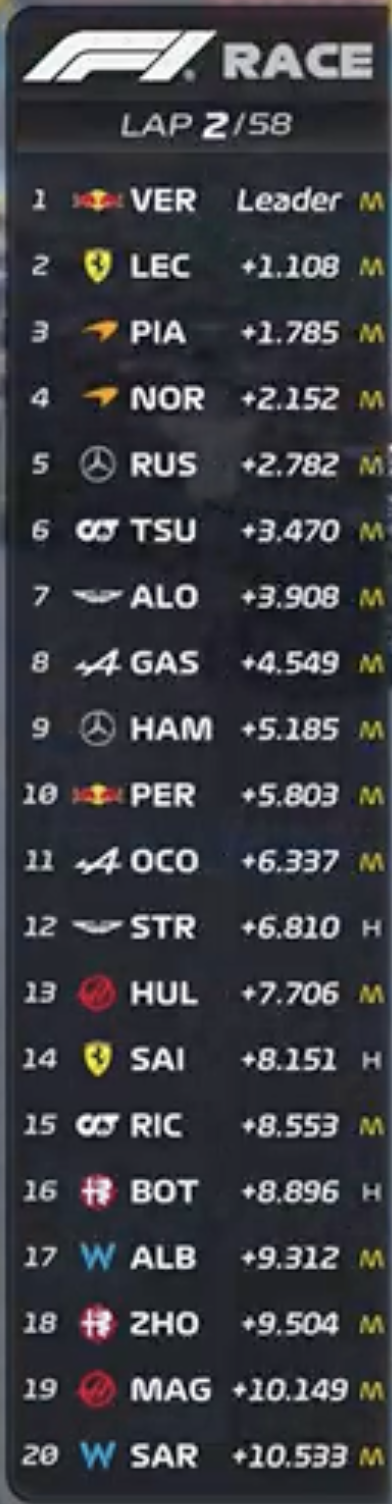 F1 RACE
LAP 2/58
1 VER Leader M
2 LEC +1.108 M
3 PIA +1.785 M
4 NOR +2.152 M
5 RUS +2.782 M
6 TSU +3.470 M
7 ALO +3.908 M
8 GAS +4.549 M
9 HAM +5.185 M
10 PER +5.803 M
11 OCO +6.337 M
12 STR +6.810 H
13 HUL +7.706 M
14 SAI +8.151 H
15 RIC +8.553 M
16 BOT +8.896 H
17 W ALB +9.312 M
18 ZHO +9.504 M
19 MAG +10.149 M
20 W SAR +10.533 M